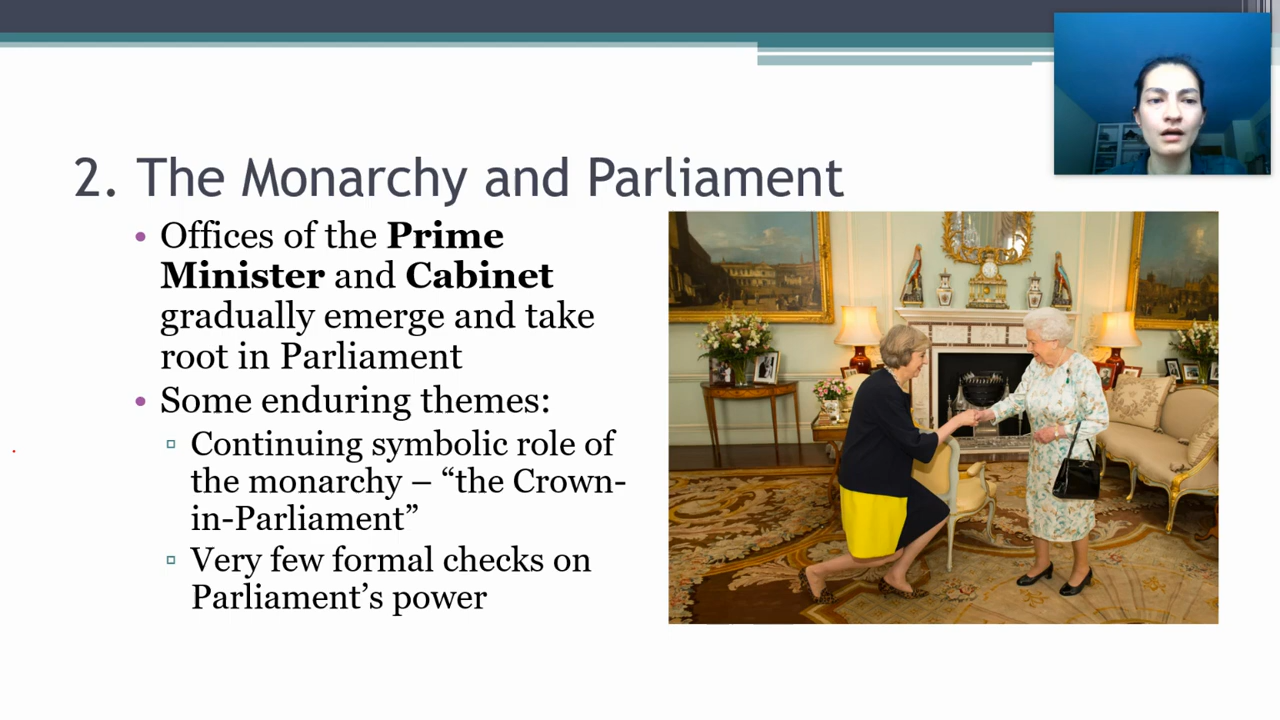 2. The Monarchy and Parliament
• Offices of the Prime
Minister and Cabinet
gradually emerge and take
root in Parliament
• Some enduring themes:
▫ Continuing symbolic role of
the monarchy – “the Crown-
in-Parliament”
▫ Very few formal checks on
Parliament’s power